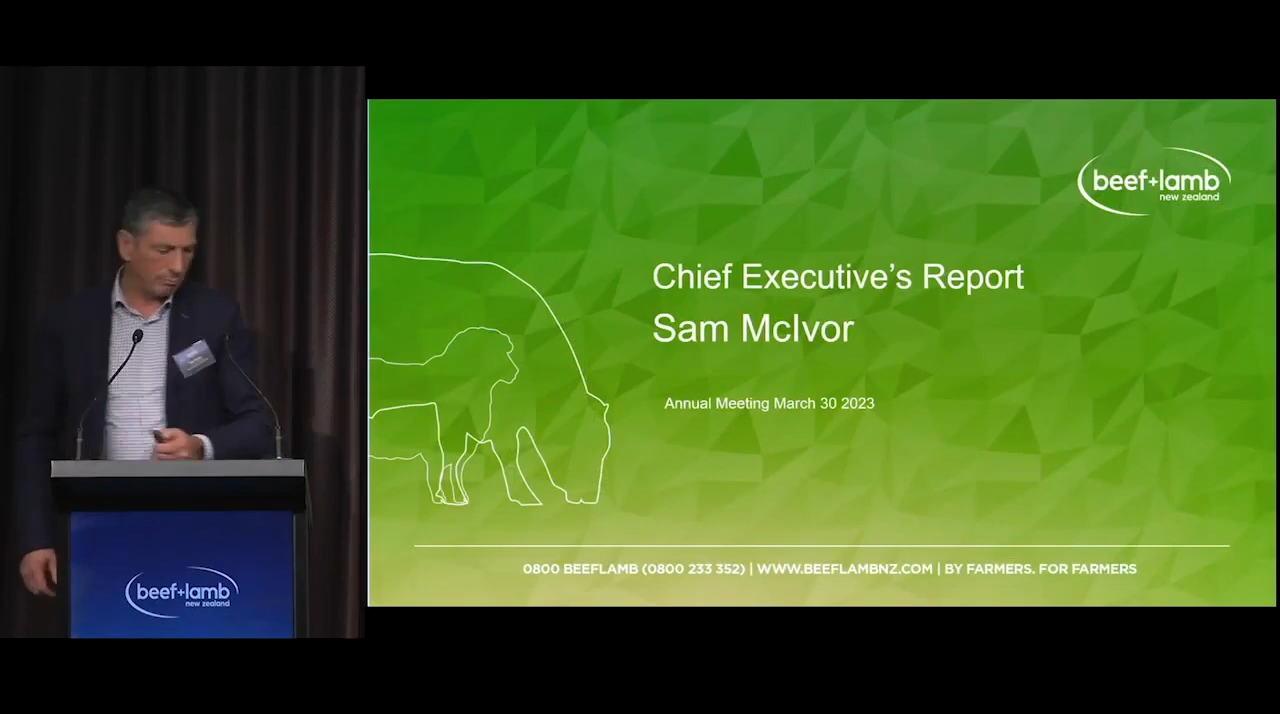 beef+lamb
new zealand
Chief Executive's Report
Sam McIvor
Annual Meeting March 30 2023
0800 BEEFLAMB (0800 233 352) | WWW.BEEFLAMBNZ.COM | BY FARMERS. FOR FARMERS
beef+lamb
new zealand